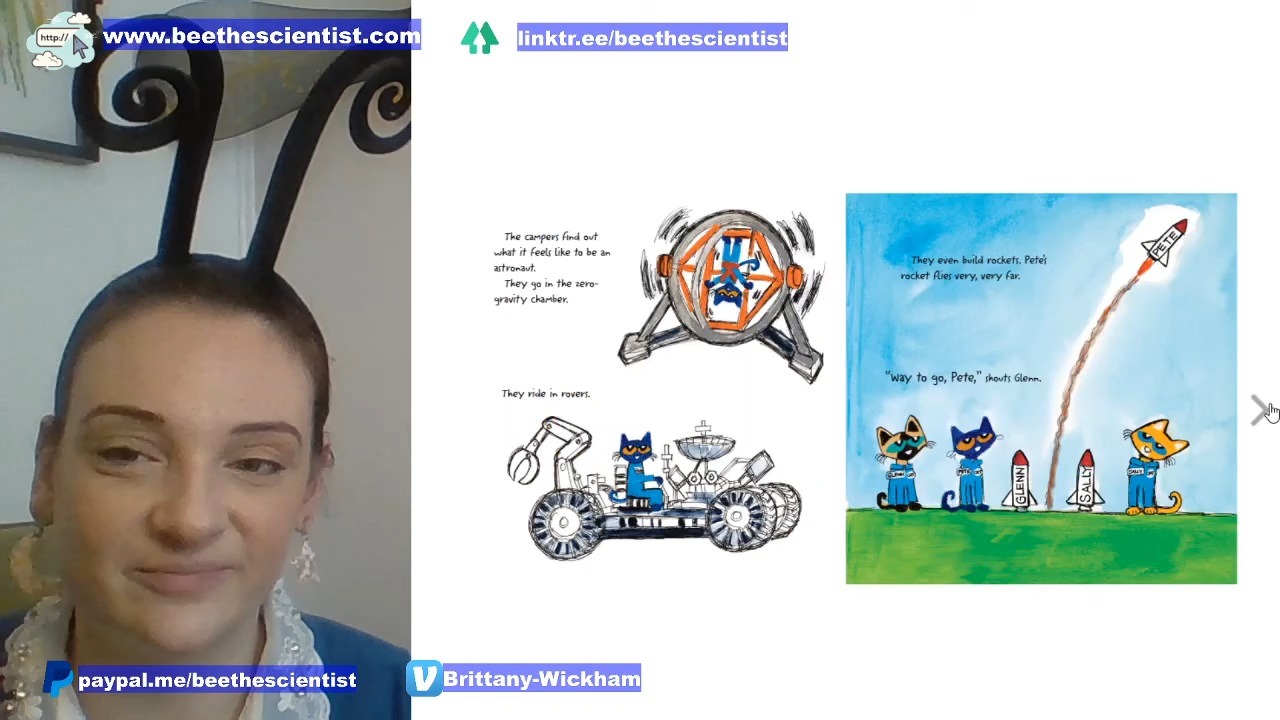 http://
www.beethescientist.com
linktr.ee/beethescientist
The campers find out
what it feels like to be an
astronaut.
They go in the zero-
gravity chamber.
They ride in rovers.
They even build rockets. Pete's
rocket flies very, very far.
PETE
"Way to go, Pete," shouts Glenn.
GLENN
SALLY
paypal.me/beethescientist
Brittany-Wickham